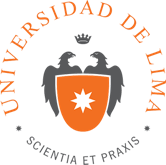 UNIVERSIDAD DE LIMA
SCIENTIA ET PRAXIS